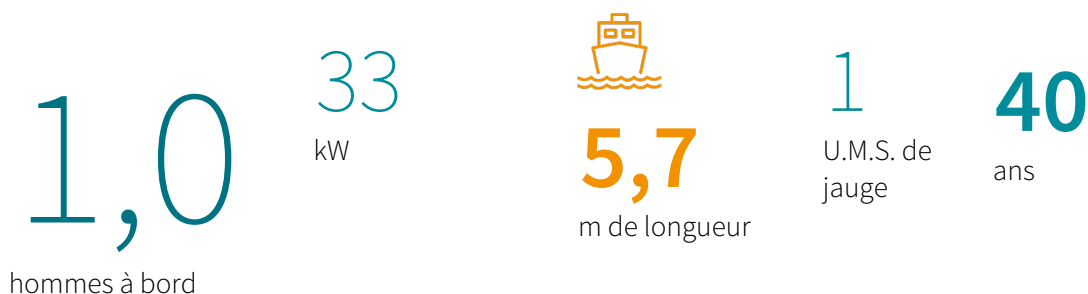 1,0
hommes à bord
33
kW
5,7
m de longueur
1
U.M.S. de
jauge
40
ans